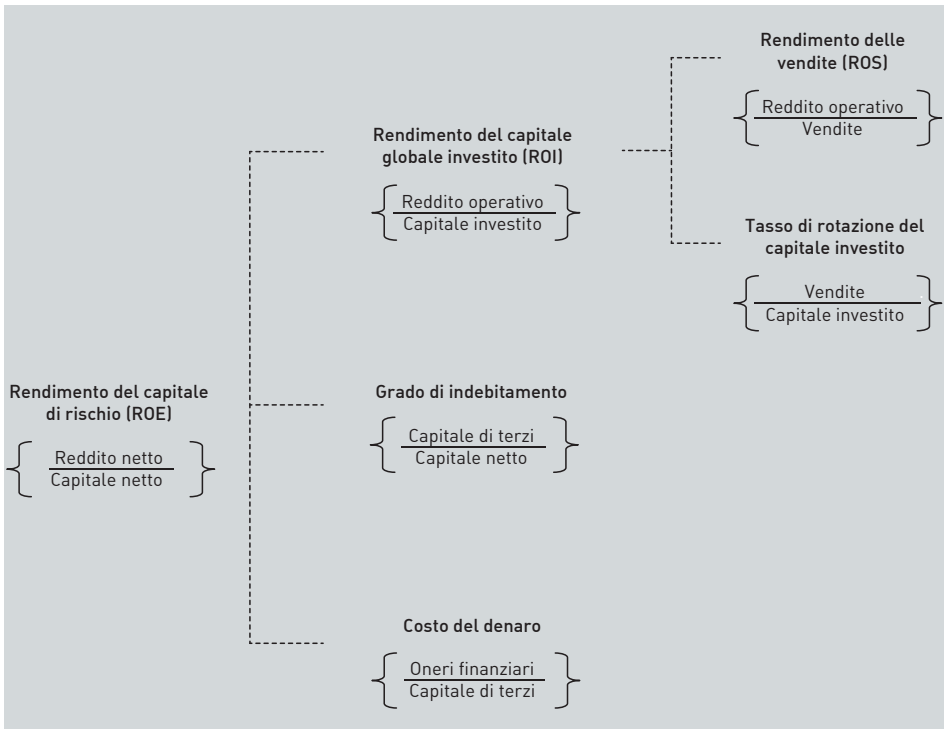 Rendimento delle
vendite (ROS)
Reddito operativo
Vendite
Rendimento del capitale
globale investito (ROI)
Reddito operativo
Capitale investito
Tasso di rotazione del
capitale investito
Vendite
Capitale investito
Rendimento del capitale
di rischio (ROE)
Reddito netto
Capitale netto
Grado di indebitamento
Capitale di terzi
Capitale netto
Costo del denaro
Oneri finanziari
Capitale di terzi